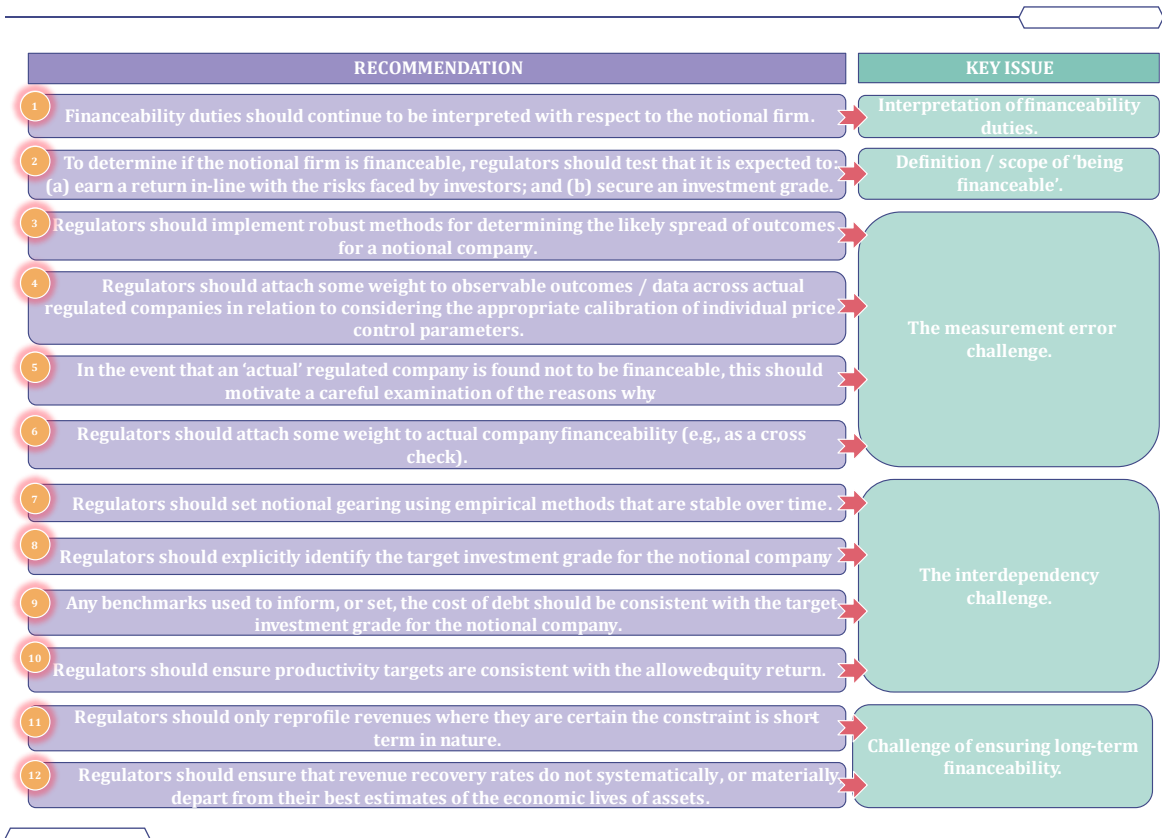 RECOMMENDATION
KEY ISSUE
1
Financeability duties should continue to be interpreted with respect to the notional firm.
Interpretation of financeability
duties.
2
To determine if the notional firm is financeable, regulators should test that it is expected to:
(a) earn a return in-line with the risks faced by investors; and (b) secure an investment grade.
Definition / scope of ‘being
financeable’.
3
Regulators should implement robust methods for determining the likely spread of outcomes
for a notional company.
4
Regulators should attach some weight to observable outcomes / data across actual
regulated companies in relation to considering the appropriate calibration of individual price
control parameters.
5
In the event that an ‘actual’ regulated company is found not to be financeable, this should
motivate a careful examination of the reasons why
6
Regulators should attach some weight to actual company financeability (e.g., as a cross
check).
The measurement error
challenge.
7
Regulators should set notional gearing using empirical methods that are stable over time.
8
Regulators should explicitly identify the target investment grade for the notional company
9
Any benchmarks used to inform, or set, the cost of debt should be consistent with the target
investment grade for the notional company.
10
Regulators should ensure productivity targets are consistent with the allowed equity return.
The interdependency
challenge.
11
Regulators should only reprofile revenues where they are certain the constraint is short-
term in nature.
12
Regulators should ensure that revenue recovery rates do not systematically, or materially,
depart from their best estimates of the economic lives of assets.
Challenge of ensuring long-term
financeability.